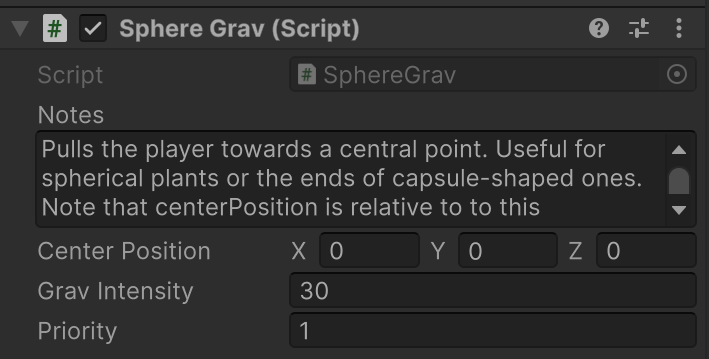 # Sphere Grav (Script)
Script # SphereGrav
Notes
Pulls the player towards a central point. Useful for
spherical plants or the ends of capsule-shaped ones.
Note that centerPosition is relative to to this
Center Position X 0 Y 0 Z 0
Grav Intensity 30
Priority 1